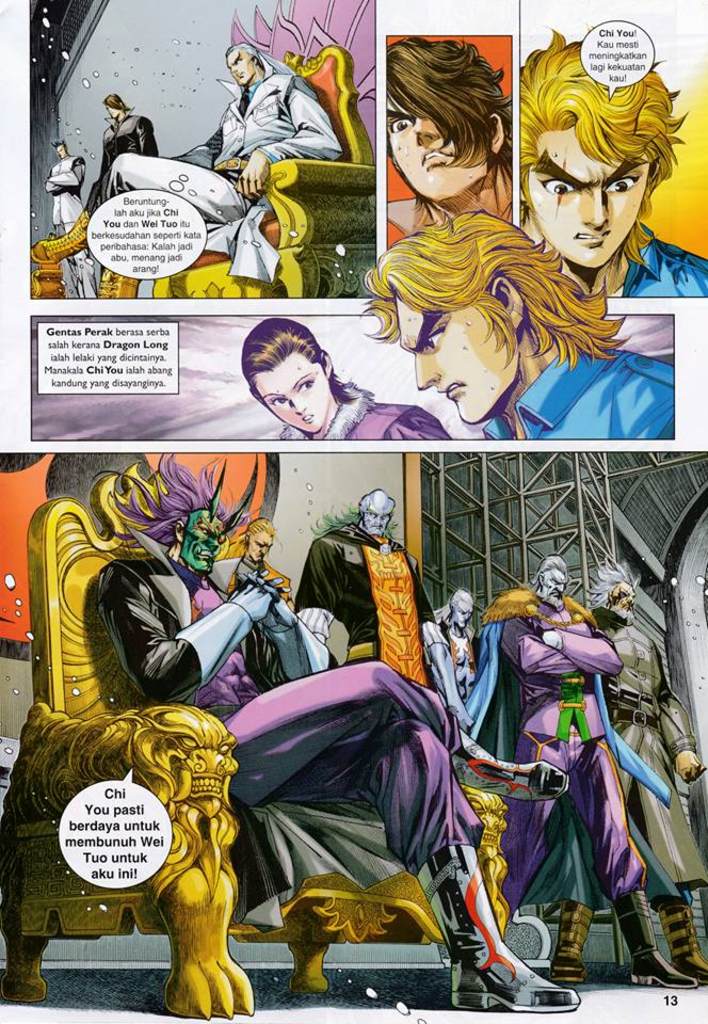 Beruntung-
lah aku jika Chi
You dan Wei Tuo itu
berkesudahan seperti kata
peribahasa: Kalah jadi
abu, menang jadi
arang!
Chi You!
Kau mesti
meningkatkan
lagi kekuatan
kau!
Gentas Perak berasa serba
salah kerana Dragon Long
ialah lelaki yang dicintainya.
Manakala Chi You ialah abang
kandung yang disayanginya.
Chi
You pasti
berdaya untuk
membunuh Wei
Tuo untuk
aku ini!
13